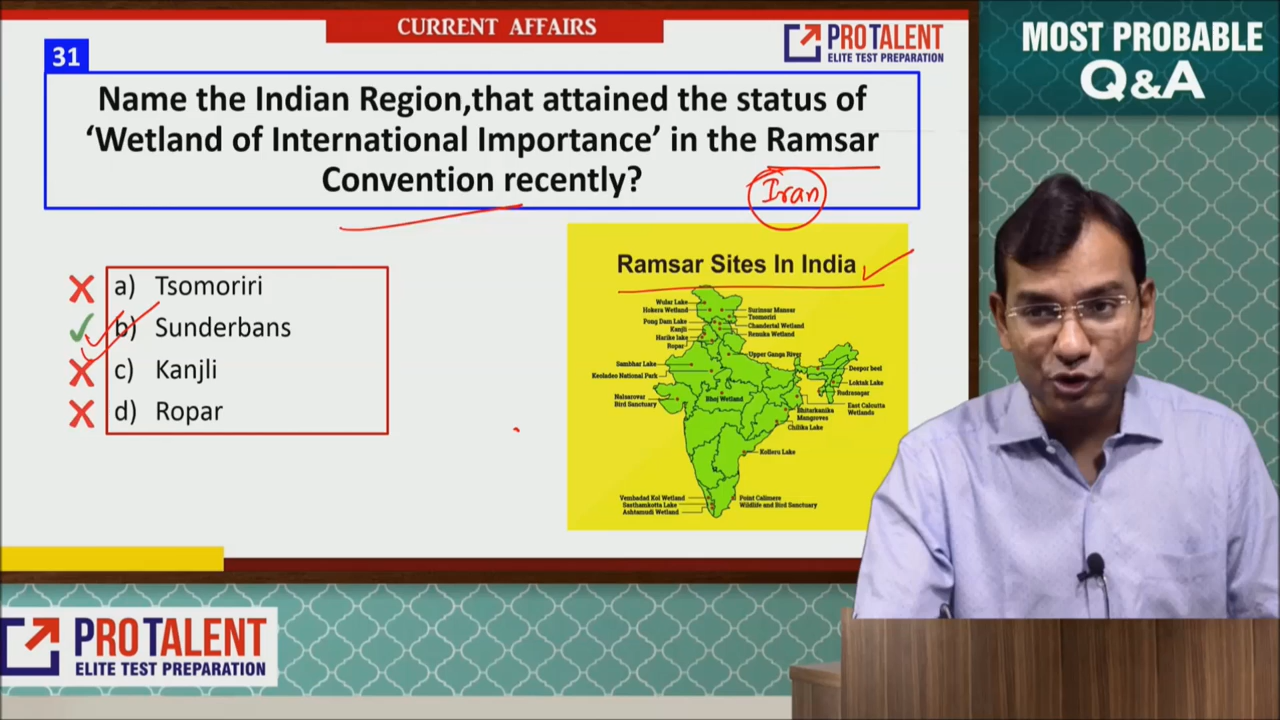 CURRENT AFFAIRS
PROTALENT
ELITE TEST PREPARATION
MOST PROBABLE
Q&A
31
Name the Indian Region,that attained the status of
‘Wetland of International Importance’ in the Ramsar
Convention recently?
Iran
a) Tsomoriri
b) Sunderbans
c) Kanjli
d) Ropar
Ramsar Sites In India
Wular Lake
Hokera Wetland
Pong Dam Lake
Kanjli
Harike lake
Ropar
Surinsar Mansar
Tsomoriri
Chandertal Wetland
Renuka Wetland
Upper Ganga River
Sambhar Lake
Keoladeo National Park
Nalsarovar
Bird Sanctuary
Bhoj Wetland
Deepor beel
Loktak Lake
Rudrasagar
East Calcutta
Wetlands
Bhitarkanika
Mangroves
Chilika Lake
Kolleru Lake
Vembadad Kol Wetland
Sasthamkotta Lake
Ashtamudi Wetland
Point Calimere
Wildlife and Bird Sanctuary
PROTALENT
ELITE TEST PREPARATION